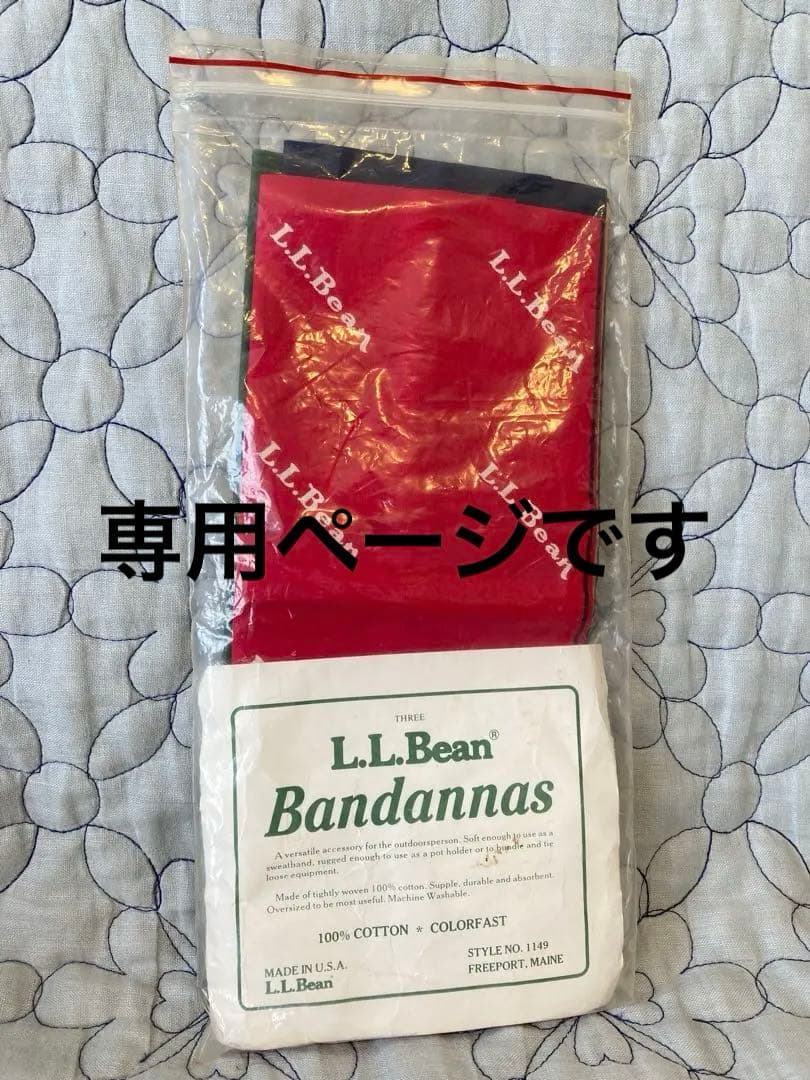 L.L.Bean
L.L.Bean
L.L.Bean
L.L.Bean
専用ページです
THREE
L.L.Bean®
Bandannas
A versatile accessory for the outdoorsperson. Soft enough to use as a
sweatband, rugged enough to use as a pot holder or to bundle and tie
loose equipment.
Made of tightly woven 100% cotton. Supple, durable and absorbent.
Oversized to be most useful. Machine Washable.
100% COTTON * COLORFAST
MADE IN U.S.A.
L.L.Bean
STYLE NO. 1149
FREEPORT, MAINE